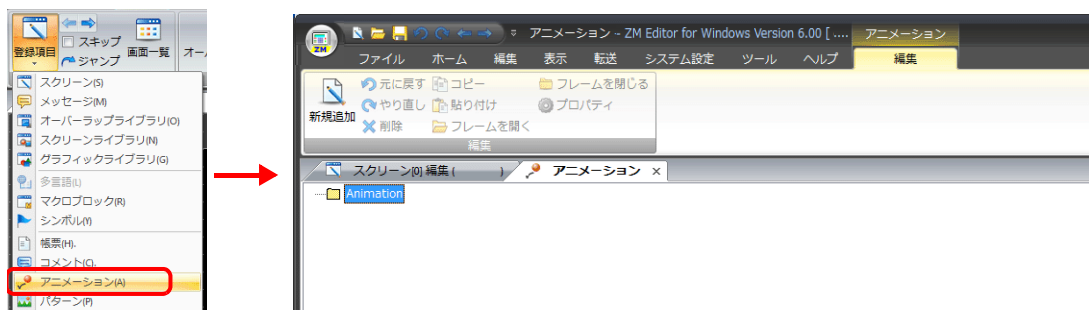 登録項目
スキップ
ジャンプ
画面一覧
オー
スクリーン(S)
メッセージ(M)
オーバーラップライブラリ(O)
スクリーンライブラリ(N)
グラフィックライブラリ(G)
多言語(L)
マクロブロック(R)
シンボル(Y)
帳票(H).
コメント(C).
アニメーション(A)
パターン(P)
ZM
アニメーション - ZM Editor for Windows Version 6.00 [ ....
アニメーション
ファイル ホーム 編集 表示 転送 システム設定 ツール ヘルプ 編集
新規追加
元に戻す コピー フレームを閉じる
やり直し 貼り付け プロパティ
削除 フレームを開く
編集
スクリーン[0] 編集 ( ) アニメーション ×
Animation